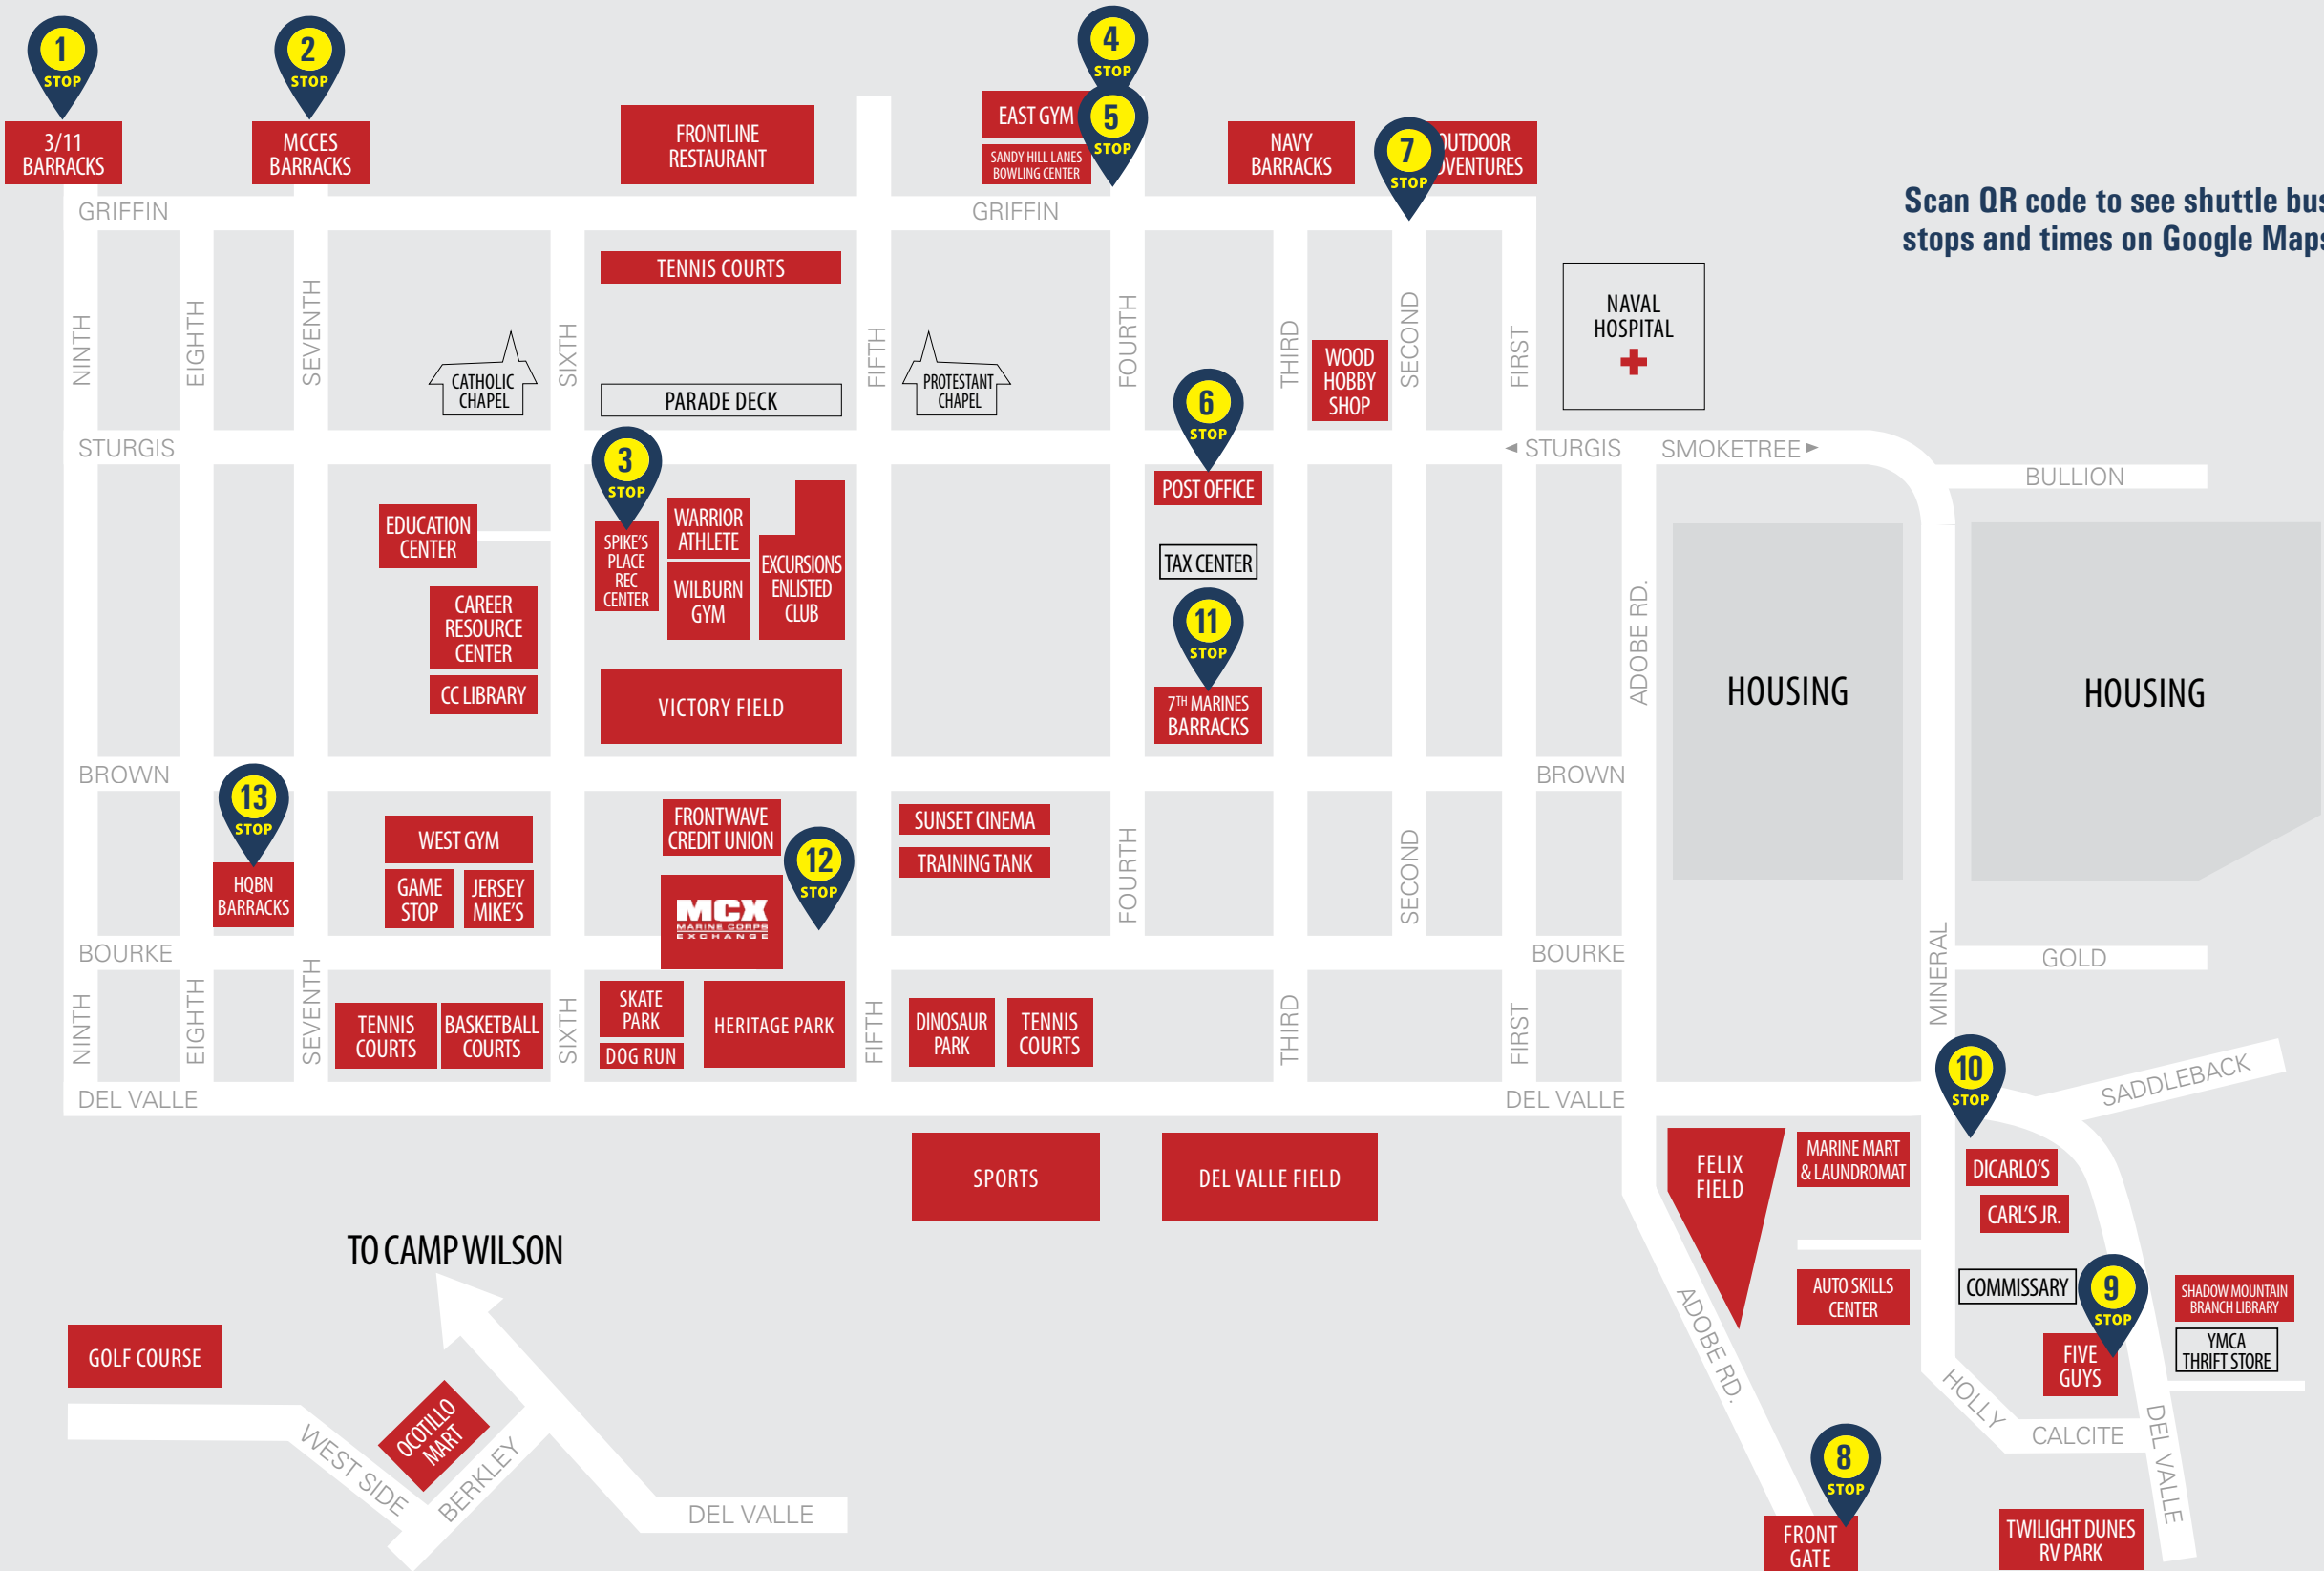 1
STOP
2
STOP
4
STOP
5
STOP
7
STOP
3/11
BARRACKS
MCCES
BARRACKS
FRONTLINE
RESTAURANT
EAST GYM
SANDY HILL LANES
BOWLING CENTER
NAVY
BARRACKS
OUTDOOR
DVENTURES
Scan QR code to see shuttle bus
stops and times on Google Maps
GRIFFIN
GRIFFIN
TENNIS COURTS
NINTH
EIGHTH
SEVENTH
SIXTH
FIFTH
FOURTH
THIRD
SECOND
FIRST
NAVAL
HOSPITAL
CATHOLIC
CHAPEL
PARADE DECK
PROTESTANT
CHAPEL
WOOD
HOBBY
SHOP
6
STOP
STURGIS
STURGIS
SMOKETREE
BULLION
3
STOP
POST OFFICE
EDUCATION
CENTER
SPIKE'S
PLACE
REC
CENTER
WARRIOR
ATHLETE
WILBURN
GYM
EXCURSIONS
ENLISTED
CLUB
TAX CENTER
CAREER
RESOURCE
CENTER
CC LIBRARY
11
STOP
ADOBE RD.
HOUSING
HOUSING
VICTORY FIELD
7TH MARINES
BARRACKS
BROWN
BROWN
13
STOP
HQBN
BARRACKS
WEST GYM
GAME
STOP
JERSEY
MIKE'S
FRONTWAVE
CREDIT UNION
12
STOP
MCX
MARINE CORPS
EXCHANGE
SUNSET CINEMA
TRAINING TANK
FOURTH
SECOND
BOURKE
BOURKE
MINERAL
GOLD
NINTH
EIGHTH
SEVENTH
TENNIS
COURTS
BASKETBALL
COURTS
SIXTH
SKATE
PARK
DOG RUN
HERITAGE PARK
FIFTH
DINOSAUR
PARK
TENNIS
COURTS
THIRD
FIRST
10
STOP
SADDLEBACK
DEL VALLE
DEL VALLE
SPORTS
DEL VALLE FIELD
FELIX
FIELD
MARINE MART
& LAUNDROMAT
DICARLO'S
CARL'S JR.
TO CAMP WILSON
AUTO SKILLS
CENTER
COMMISSARY
9
STOP
SHADOW MOUNTAIN
BRANCH LIBRARY
YMCA
THRIFT STORE
FIVE
GUYS
ADOBE RD.
GOLF COURSE
OCOTILLO
MART
HOLLY
CALCITE
DEL VALLE
WEST SIDE
BERKLEY
DEL VALLE
8
STOP
FRONT
GATE
TWILIGHT DUNES
RV PARK